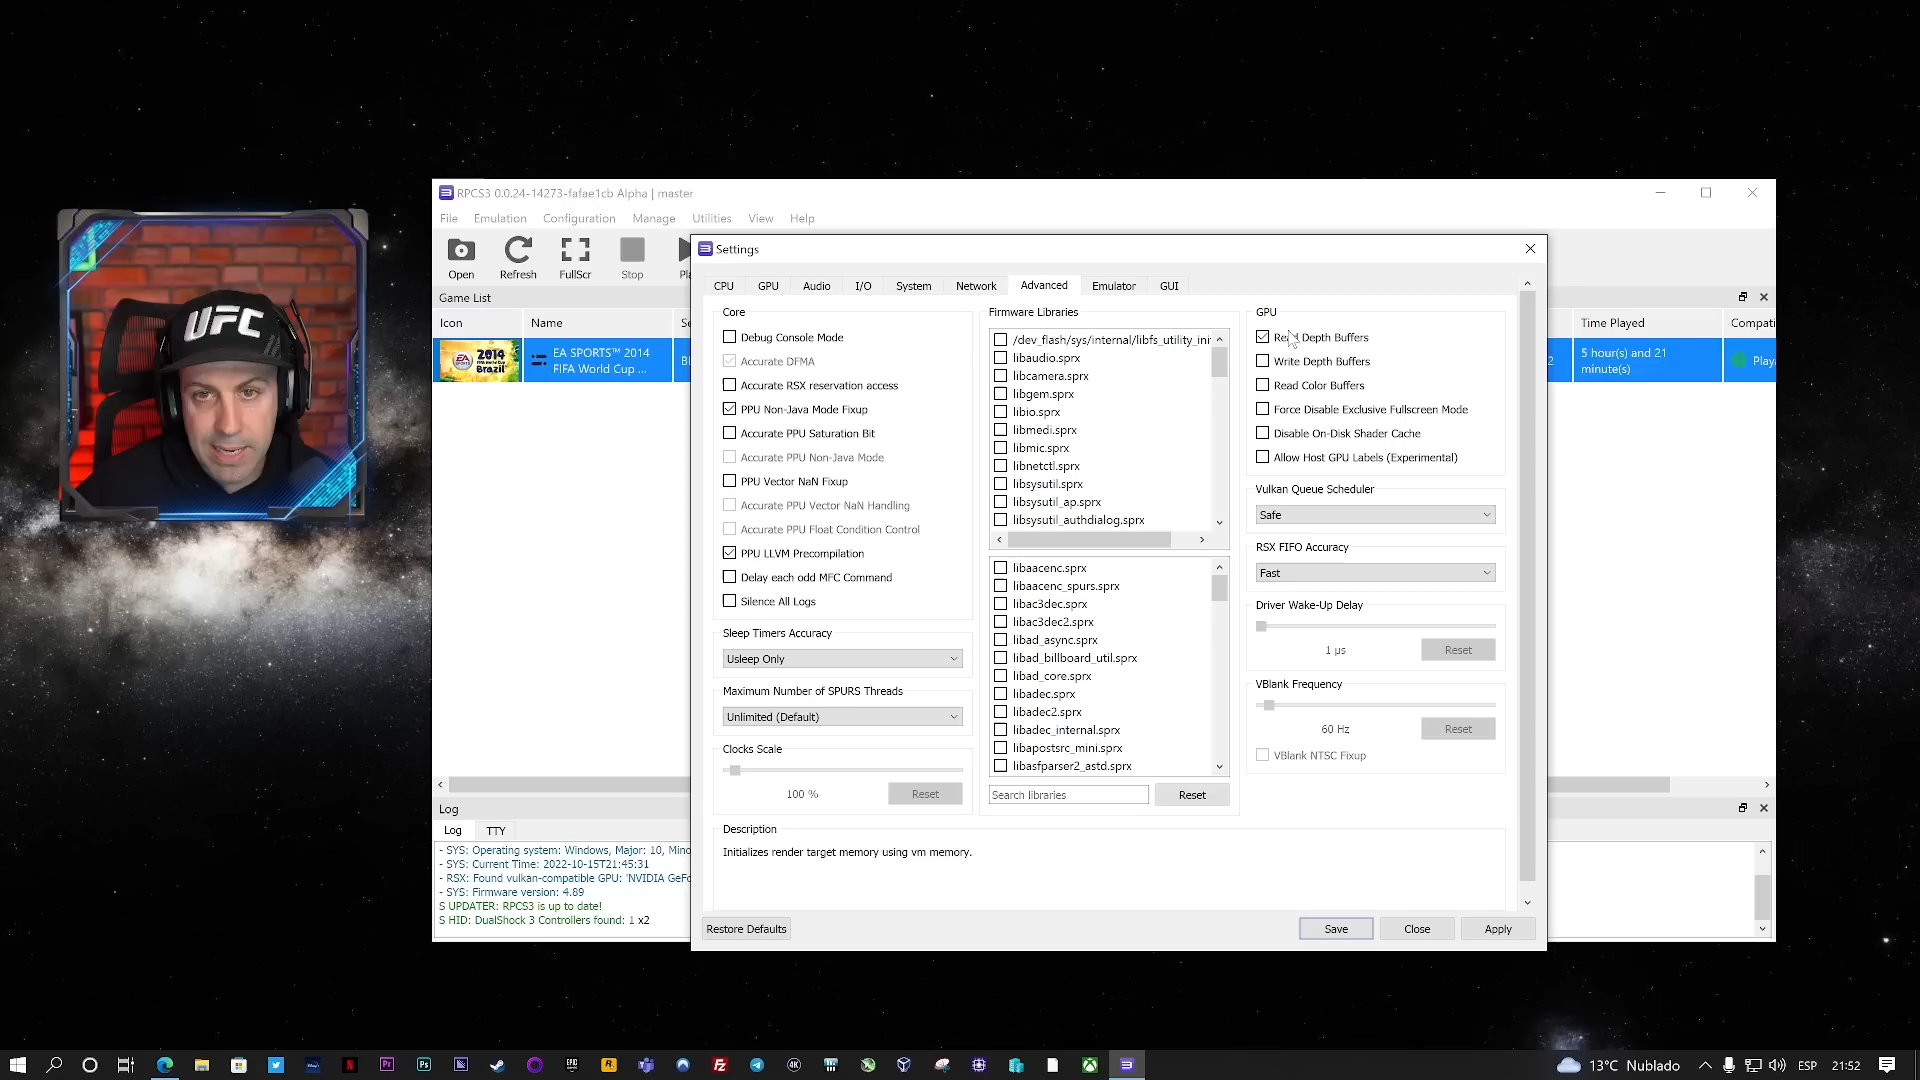 RPCS3 0.0.24-14273-fafae1cb Alpha | master
File Emulation Configuration Manage Utilities View Help
Open Refresh FullScr Stop
Game List
Icon Name
EA SPORTS™ 2014
FIFA World Cup ...
Time Played Compati
5 hour(s) and 21
minute(s)
Playa
UFC
Settings
CPU GPU Audio I/O System Network Advanced Emulator GUI
Core
Debug Console Mode
Accurate DFMA
Accurate RSX reservation access
PPU Non-Java Mode Fixup
Accurate PPU Saturation Bit
Accurate PPU Non-Java Mode
PPU Vector NaN Fixup
Accurate PPU Vector NaN Handling
Accurate PPU Float Condition Control
PPU LLVM Precompilation
Delay each odd MFC Command
Silence All Logs
Sleep Timers Accuracy
Usleep Only
Maximum Number of SPURS Threads
Unlimited (Default)
Clocks Scale
100 % Reset
Firmware Libraries
/dev_flash/sys/internal/libfs_utility_init
libaudio.sprx
libcamera.sprx
libgem.sprx
libio.sprx
libmedi.sprx
libmic.sprx
libnetctl.sprx
libsysutil.sprx
libsysutil_ap.sprx
libsysutil_authdialog.sprx
libaacenc.sprx
libaacenc_spurs.sprx
libac3dec.sprx
libac3dec2.sprx
libad_async.sprx
libad_billboard_util.sprx
libad_core.sprx
libadec.sprx
libadec2.sprx
libadec_internal.sprx
libapostsrc_mini.sprx
libasfparser2_astd.sprx
Search libraries Reset
GPU
Read Depth Buffers
Write Depth Buffers
Read Color Buffers
Force Disable Exclusive Fullscreen Mode
Disable On-Disk Shader Cache
Allow Host GPU Labels (Experimental)
Vulkan Queue Scheduler
Safe
RSX FIFO Accuracy
Fast
Driver Wake-Up Delay
1 µs Reset
VBlank Frequency
60 Hz Reset
VBlank NTSC Fixup
Description
Initializes render target memory using vm memory.
Restore Defaults Save Close Apply
Log
Log TTY
- SYS: Operating system: Windows, Major: 10, Mino
- SYS: Current Time: 2022-10-15T21:45:31
- RSX: Found vulkan-compatible GPU: 'NVIDIA GeFo
- SYS: Firmware version: 4.89
S UPDATER: RPCS3 is up to date!
S HID: DualShock 3 Controllers found: 1 x2
13°C Nublado ESP 21:52